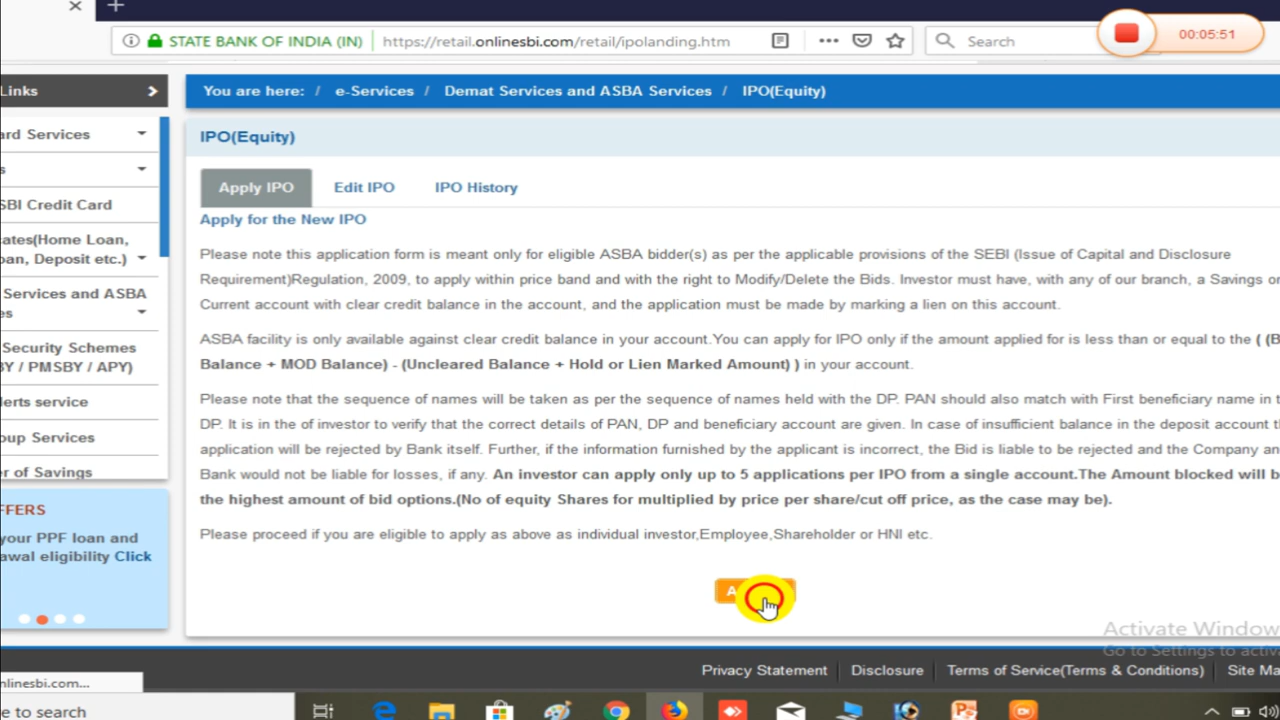 STATE BANK OF INDIA (IN)
https://retail.onlinesbi.com/retail/ipolanding.htm
Search
00:05:51
Links
You are here: / e-Services / Demat Services and ASBA Services / IPO(Equity)
ard Services
s
SBI Credit Card
ates(Home Loan,
oan, Deposit etc.)
Services and ASBA
es
Security Schemes
BY / PMSBY / APY)
lerts service
oup Services
er of Savings
IPO(Equity)
Apply IPO
Edit IPO
IPO History
Apply for the New IPO
Please note this application form is meant only for eligible ASBA bidder(s) as per the applicable provisions of the SEBI (Issue of Capital and Disclosure
Requirement)Regulation, 2009, to apply within price band and with the right to Modify/Delete the Bids. Investor must have, with any of our branch, a Savings or
Current account with clear credit balance in the account, and the application must be made by marking a lien on this account.
ASBA facility is only available against clear credit balance in your account.You can apply for IPO only if the amount applied for is less than or equal to the ( (B
Balance + MOD Balance) - (Uncleared Balance + Hold or Lien Marked Amount) ) in your account.
Please note that the sequence of names will be taken as per the sequence of names held with the DP. PAN should also match with First beneficiary name in t
DP. It is in the of investor to verify that the correct details of PAN, DP and beneficiary account are given. In case of insufficient balance in the deposit account t
application will be rejected by Bank itself. Further, if the information furnished by the applicant is incorrect, the Bid is liable to be rejected and the Company an
Bank would not be liable for losses, if any. An investor can apply only up to 5 applications per IPO from a single account.The Amount blocked will b
the highest amount of bid options.(No of equity Shares for multiplied by price per share/cut off price, as the case may be).
Please proceed if you are eligible to apply as above as individual investor,Employee,Shareholder or HNI etc.
FFERS
your PPF loan and
awal eligibility Click
Activate Window
Go to Settings to activa
Privacy Statement
Disclosure
Terms of Service(Terms & Conditions)
Site Ma
nlinesbi.com...
e to search